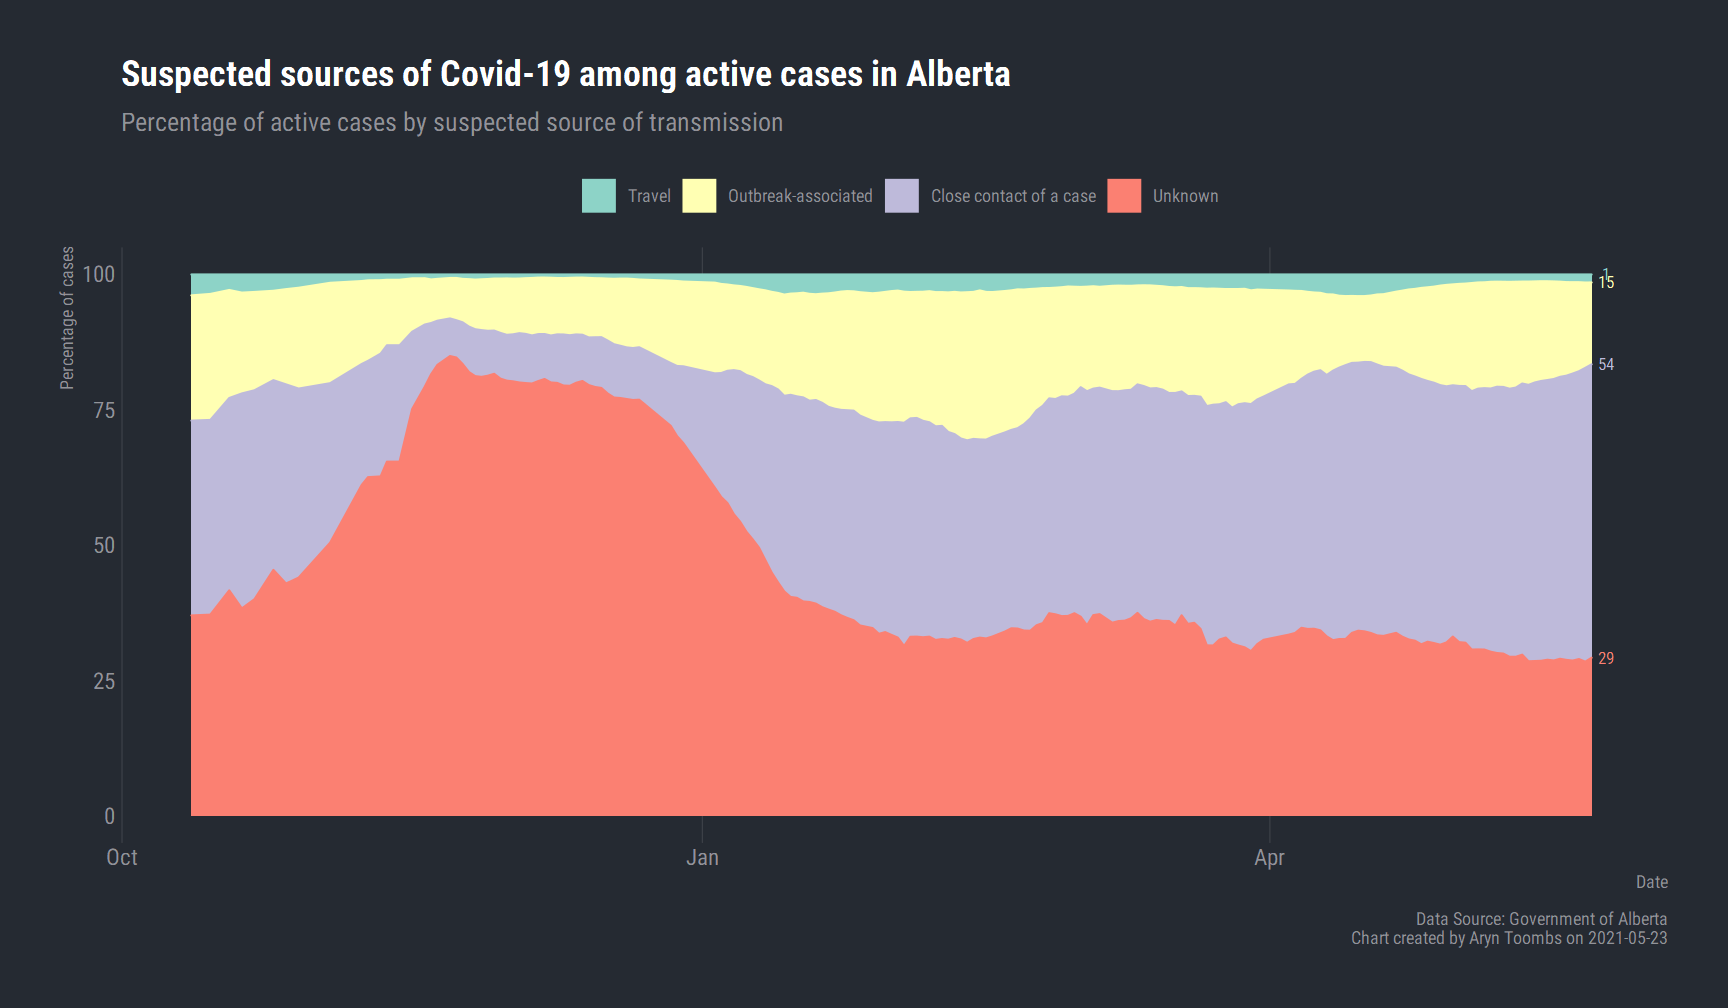 Suspected sources of Covid-19 among active cases in Alberta
Percentage of active cases by suspected source of transmission
Travel
Outbreak-associated
Close contact of a case
Unknown
Percentage of cases
100
75
50
25
0
1
15
54
29
Oct
Jan
Apr
Date
Data Source: Government of Alberta
Chart created by Aryn Toombs on 2021-05-23